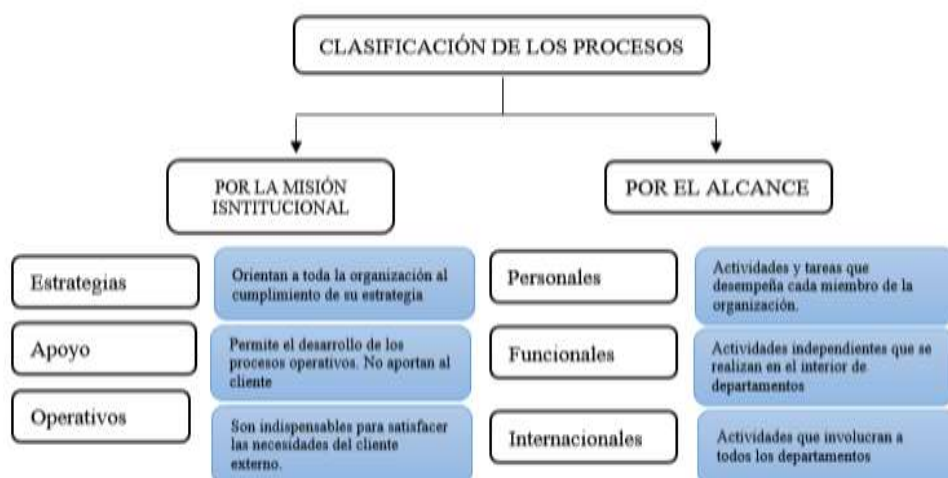 CLASIFICACIÓN DE LOS PROCESOS
POR LA MISIÓN
ISNTITUCIONAL
Estrategias
Orientan a toda la organización al
cumplimiento de su estrategia
Apoyo
Permite el desarrollo de los
procesos operativos. No aportan al
cliente
Operativos
Son indispensables para satisfacer
las necesidades del cliente
externo.
POR EL ALCANCE
Personales
Actividades y tareas que
desempeña cada miembro de la
organización.
Funcionales
Actividades independientes que se
realizan en el interior de
departamentos
Internacionales
Actividades que involucran a
todos los departamentos